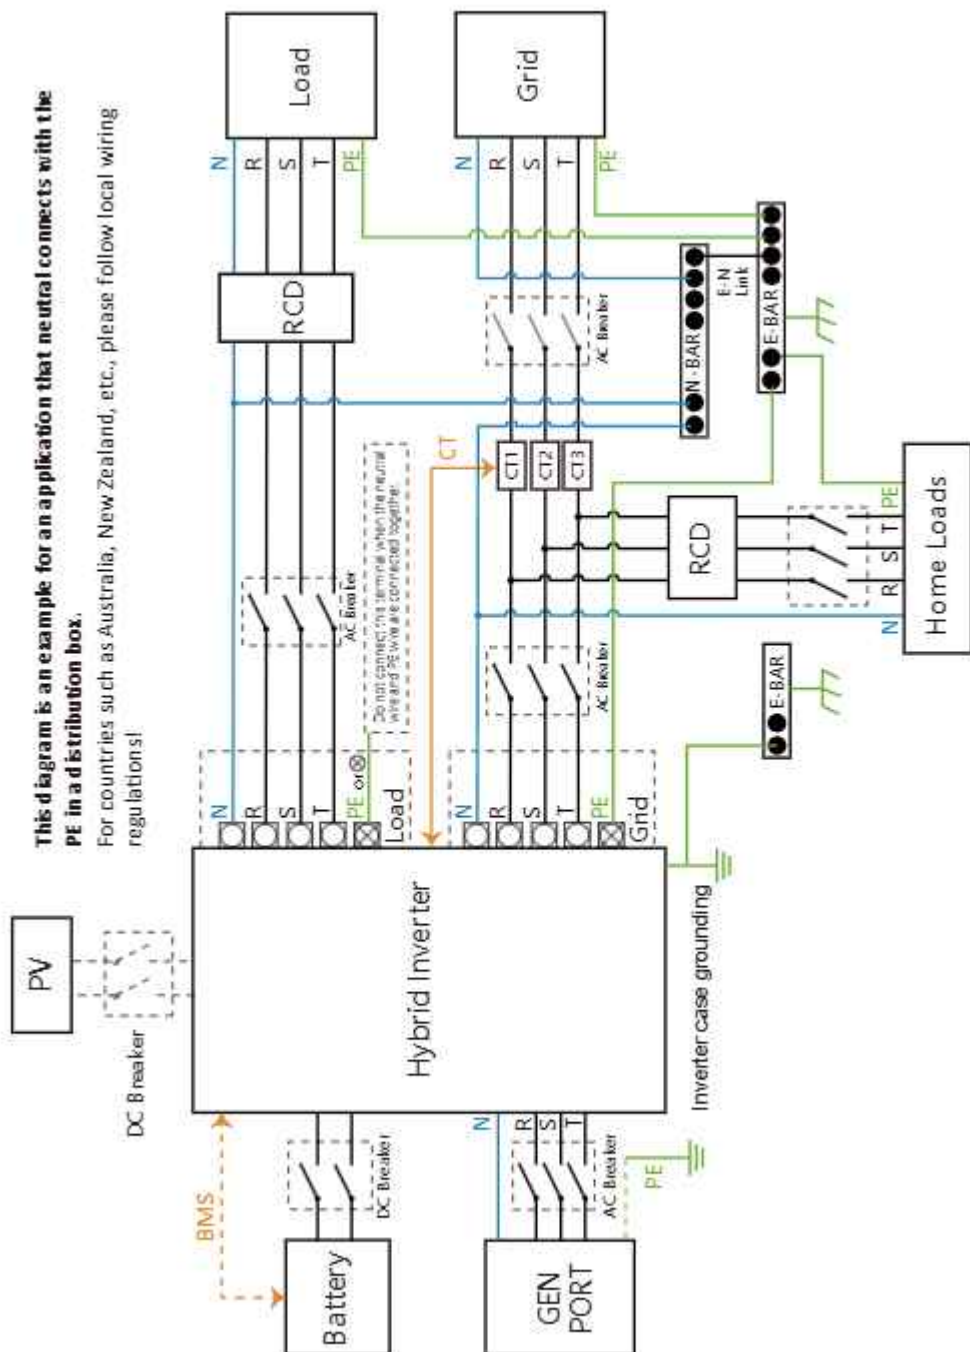 This diagram is an example for an application that neutral connects with the
PE in a distribution box.
For countries such as Australia, New Zealand, etc., please follow local wiring
regulations!
PV
DC Breaker
BMS
Battery
DC Breaker
GEN
PORT
N
R
S
T
AC Breaker
PE
Hybrid Inverter
Inverter case grounding
N
R
S
T
PE
or
Load
Do not connect this terminal when the neutral
wire and PE wire are connected together.
AC Breaker
RCD
N
R
S
T
PE
Load
CT
N
R
S
T
PE
Grid
AC Breaker
CT1
CT2
CT3
AC Breaker
N
R
S
T
PE
Grid
N-BAR
E-N
Link
E-BAR
RCD
N
R
S
T
PE
Home Loads
E-BAR